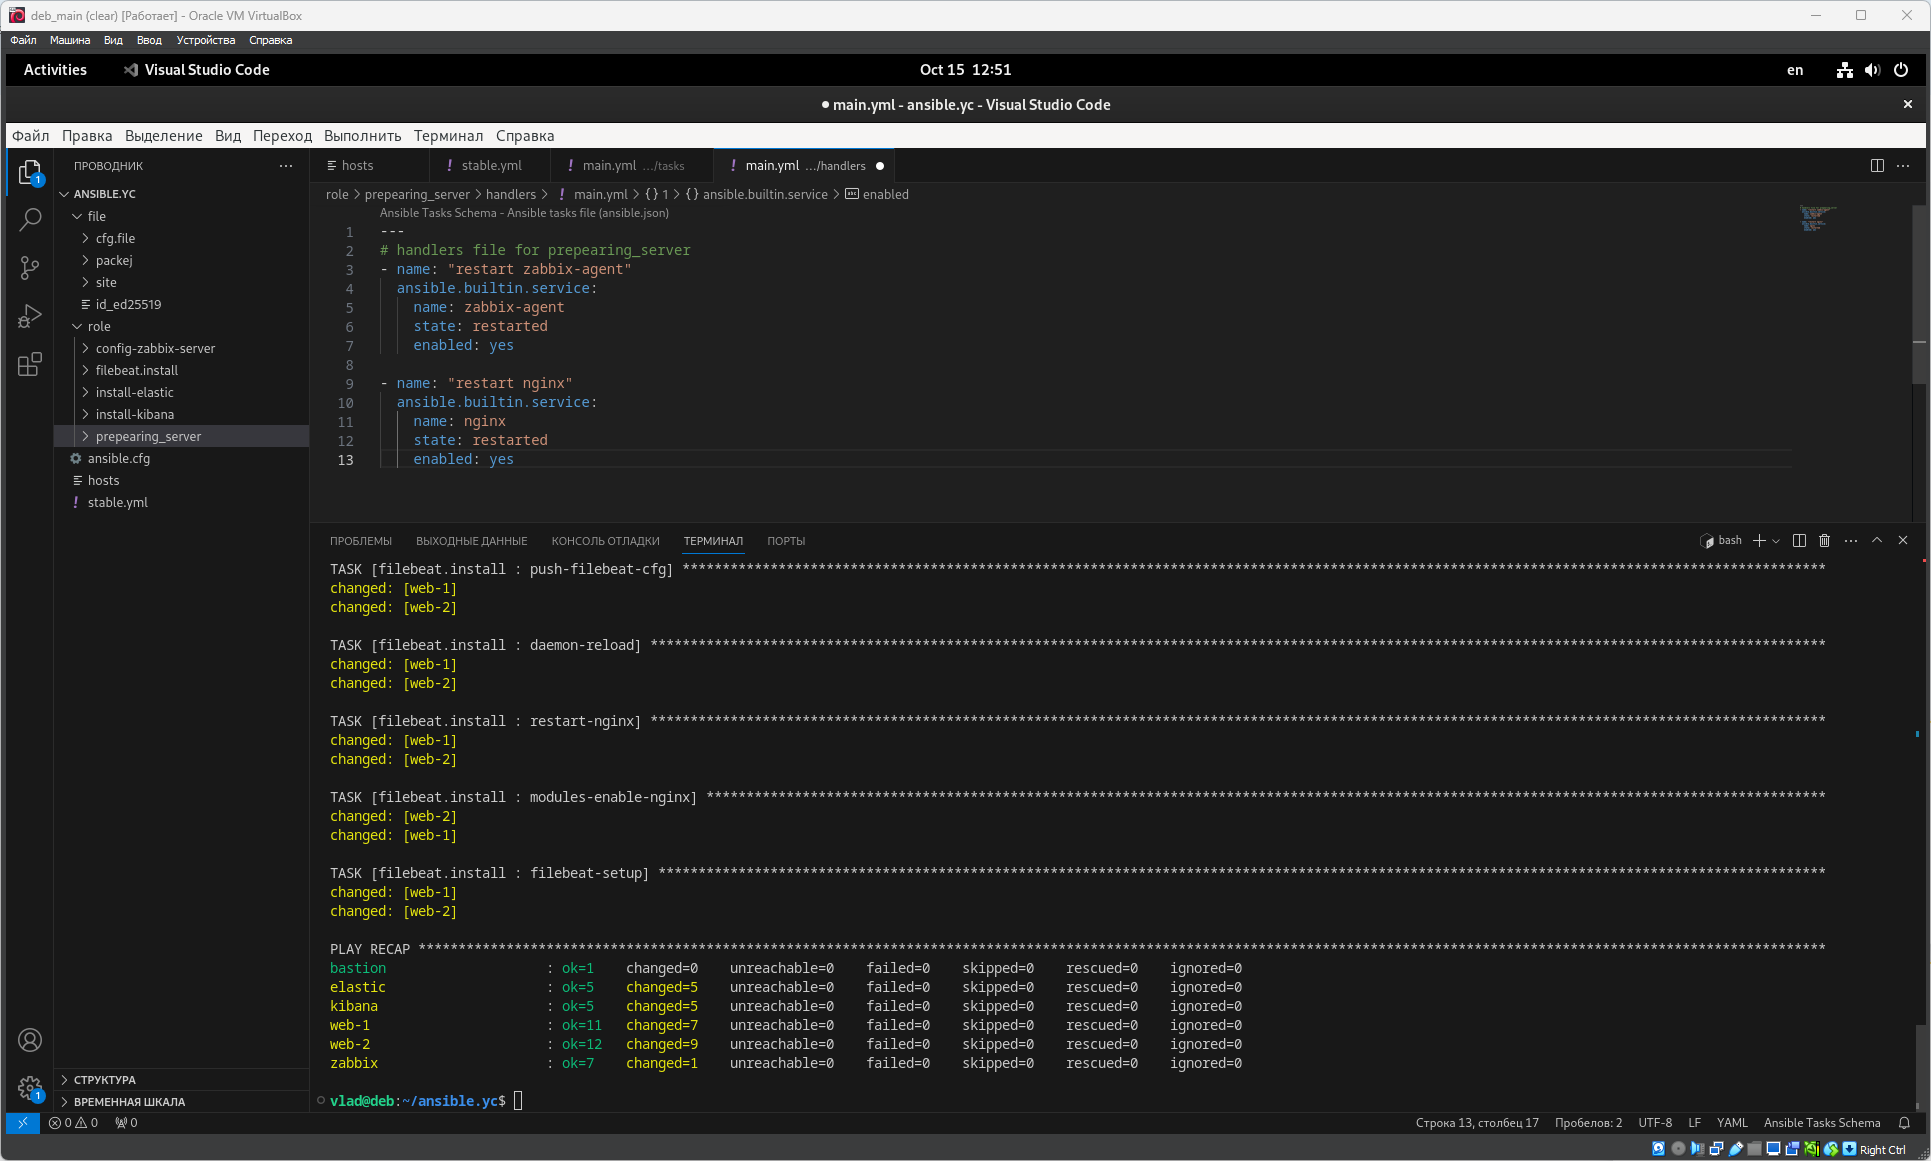 deb_main (clear) [Работает] - Oracle VM VirtualBox
Файл Машина Вид Ввод Устройства Справка
Activities Visual Studio Code Oct 15 12:51 en
● main.yml - ansible.yc - Visual Studio Code
Файл Правка Выделение Вид Переход Выполнить Терминал Справка
ПРОВОДНИК
ANSIBLE.YC
file
cfg.file
packej
site
id_ed25519
role
config-zabbix-server
filebeat.install
install-elastic
install-kibana
prepearing_server
ansible.cfg
hosts
! stable.yml
СТРУКТУРА
ВРЕМЕННАЯ ШКАЛА
1
1
hosts ! stable.yml ! main.yml .../tasks ! main.yml .../handlers ●
role > prepearing_server > handlers > ! main.yml > {} 1 > {} ansible.builtin.service > enabled
Ansible Tasks Schema - Ansible tasks file (ansible.json)
1 ---
2 # handlers file for prepearing_server
3 - name: "restart zabbix-agent"
4 ansible.builtin.service:
5 name: zabbix-agent
6 state: restarted
7 enabled: yes
8
9 - name: "restart nginx"
10 ansible.builtin.service:
11 name: nginx
12 state: restarted
13 enabled: yes
ПРОБЛЕМЫ ВЫХОДНЫЕ ДАННЫЕ КОНСОЛЬ ОТЛАДКИ ТЕРМИНАЛ ПОРТЫ bash
TASK [filebeat.install : push-filebeat-cfg] ***
changed: [web-1]
changed: [web-2]
TASK [filebeat.install : daemon-reload] ***
changed: [web-1]
changed: [web-2]
TASK [filebeat.install : restart-nginx] ***
changed: [web-1]
changed: [web-2]
TASK [filebeat.install : modules-enable-nginx] ***
changed: [web-2]
changed: [web-1]
TASK [filebeat.install : filebeat-setup] ***
changed: [web-1]
changed: [web-2]
PLAY RECAP ***
bastion : ok=1 changed=0 unreachable=0 failed=0 skipped=0 rescued=0 ignored=0
elastic : ok=5 changed=5 unreachable=0 failed=0 skipped=0 rescued=0 ignored=0
kibana : ok=5 changed=5 unreachable=0 failed=0 skipped=0 rescued=0 ignored=0
web-1 : ok=11 changed=7 unreachable=0 failed=0 skipped=0 rescued=0 ignored=0
web-2 : ok=12 changed=9 unreachable=0 failed=0 skipped=0 rescued=0 ignored=0
zabbix : ok=7 changed=1 unreachable=0 failed=0 skipped=0 rescued=0 ignored=0
vlad@deb:~/ansible.yc$
0 0 0 Строка 13, столбец 17 Пробелов: 2 UTF-8 LF YAML Ansible Tasks Schema
Right Ctrl